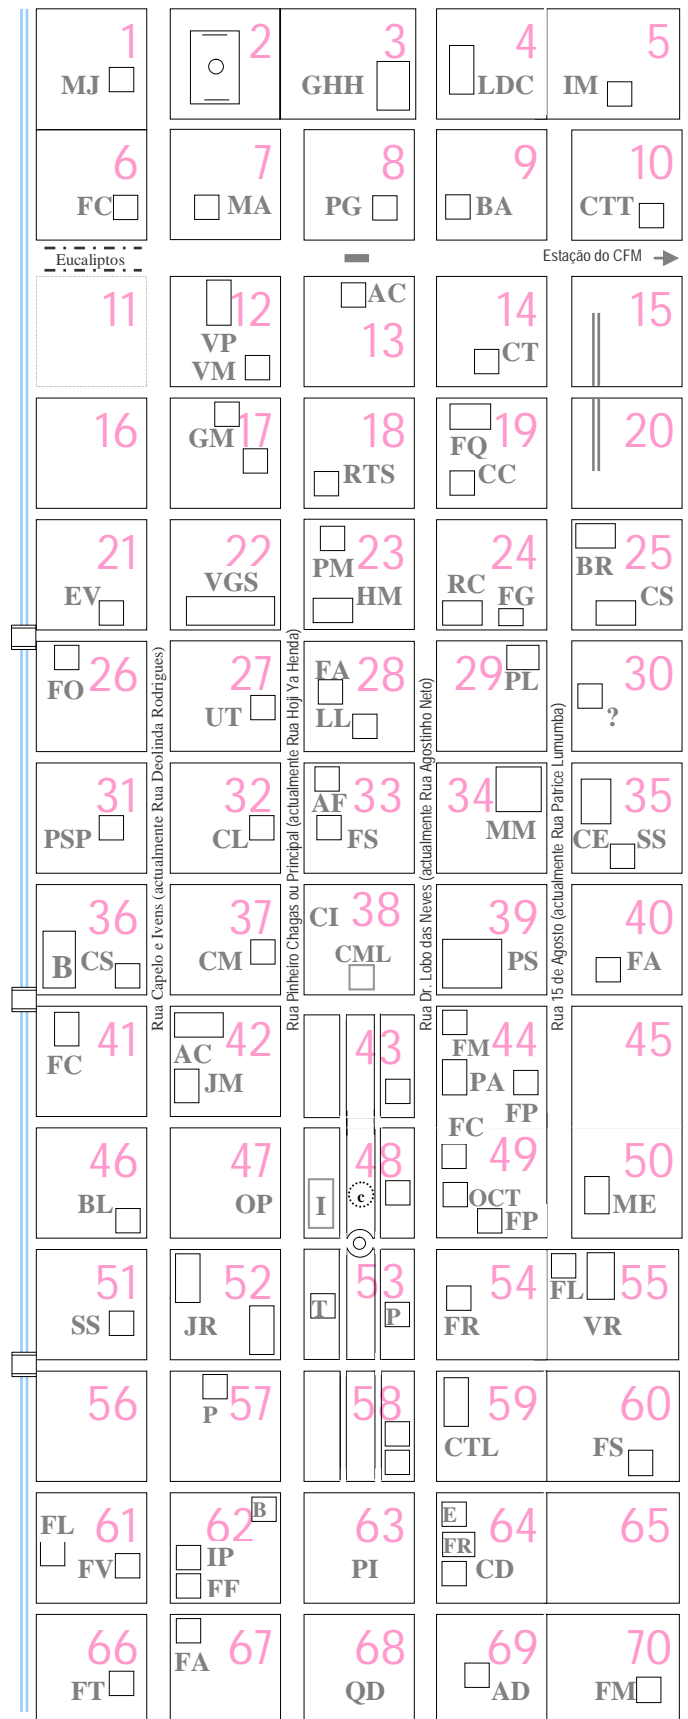 1
MJ
2
3
GHH
4
LDC
5
IM
6
FC
7
MA
8
PG
9
BA
10
CTT
Eucaliptos
Estação do CFM
11
12
VP
VM
AC
13
14
CT
15
16
GM 17
18
RTS
19
FQ
CC
20
21
EV
22
VGS
23
PM
HM
24
RC
FG
25
BR
CS
26
FO
27
UT
28
FA
LL
29
PL
30
?
31
PSP
32
CL
33
AF
FS
34
MM
35
CE
SS
36
B
CS
37
CM
38
CI
CML
39
PS
40
FA
Rua Capelo e Ivens (actualmente Rua Deolinda Rodrigues)
Rua Pinheiro Chagas ou Principal (actualmente Rua Hoji Ya Henda)
Rua Dr. Lobo das Neves (actualmente Rua Agostinho Neto)
Rua 15 de Agosto (actualmente Rua Patrice Lumumba)
41
FC
42
AC
JM
43
44
FM
PA
FP
FC
45
46
BL
47
OP
48
I
c
49
OCT
FP
50
ME
51
SS
52
JR
53
T
P
54
FR
55
FL
VR
56
57
P
58
59
CTL
60
FS
61
FL
FV
62
B
IP
FF
63
PI
64
E
FR
CD
65
66
FT
67
FA
68
QD
69
AD
70
FM